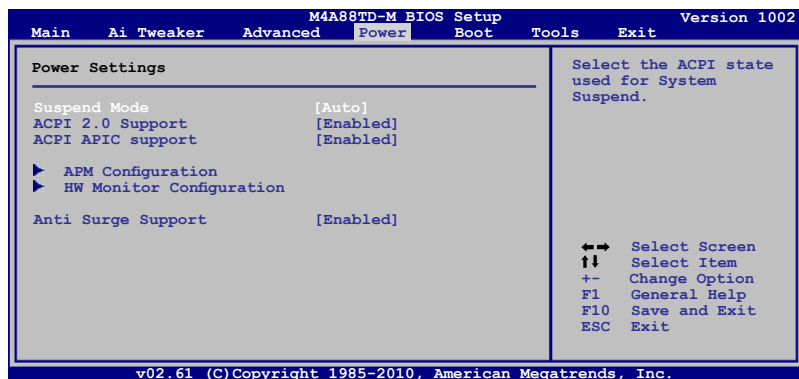 M4A88TD-M BIOS Setup Version 1002
Main Ai Tweaker Advanced Power Boot Tools Exit
Power Settings
Suspend Mode [Auto]
ACPI 2.0 Support [Enabled]
ACPI APIC support [Enabled]
APM Configuration
HW Monitor Configuration
Anti Surge Support [Enabled]
Select the ACPI state
used for System
Suspend.
←→ Select Screen
↑↓ Select Item
+- Change Option
F1 General Help
F10 Save and Exit
ESC Exit
v02.61 (C)Copyright 1985-2010, American Megatrends, Inc.